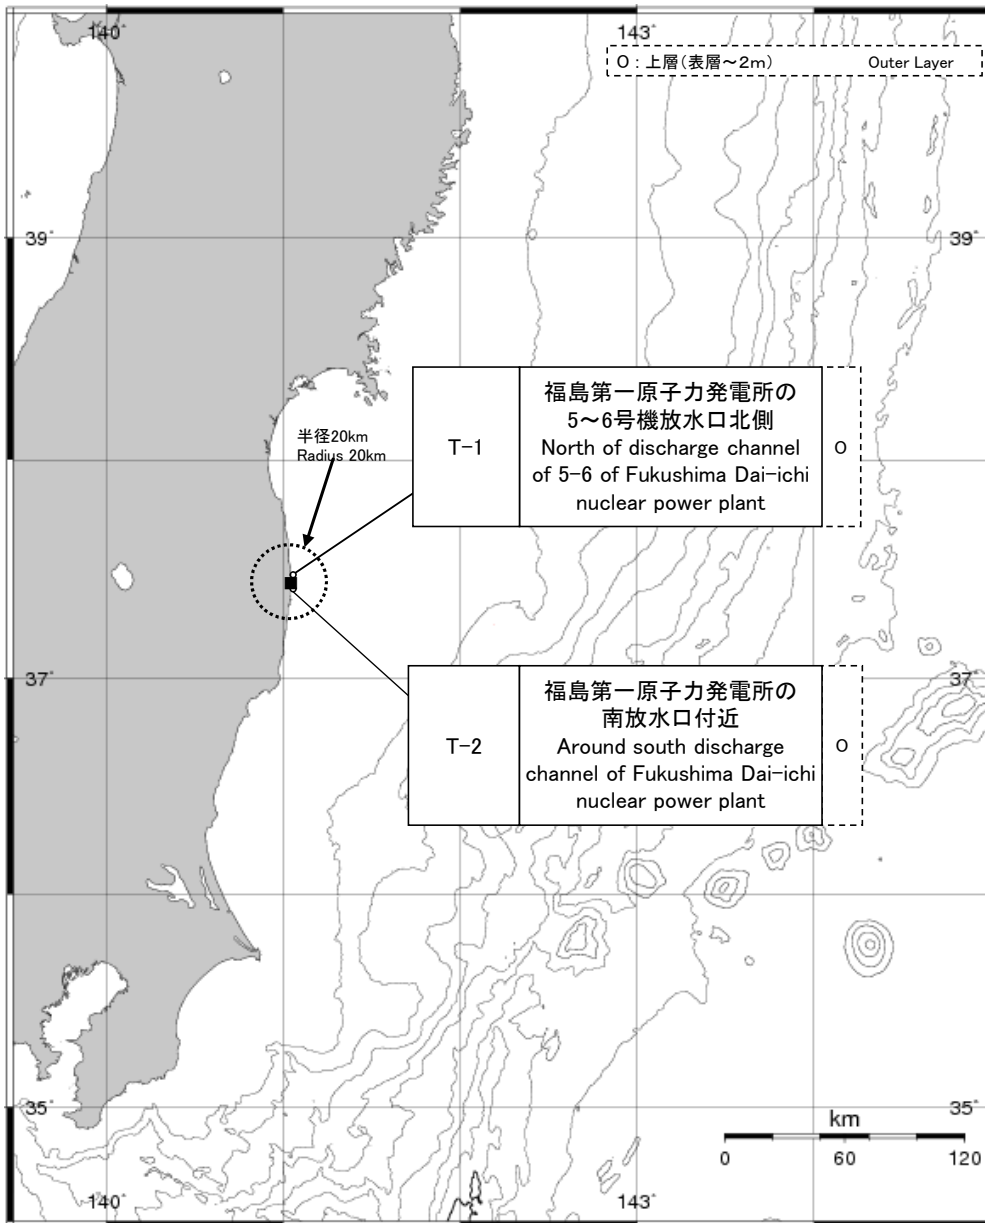 140°
143°
O : 上層(表層～2m) Outer Layer
39°
39°
福島第一原子力発電所の
5～6号機放水口北側
T-1
North of discharge channel
of 5-6 of Fukushima Dai-ichi
nuclear power plant
O
半径20km
Radius 20km
37°
37°
福島第一原子力発電所の
南放水口付近
T-2
Around south discharge
channel of Fukushima Dai-ichi
nuclear power plant
O
35°
35°
km
0 60 120
140°
143°